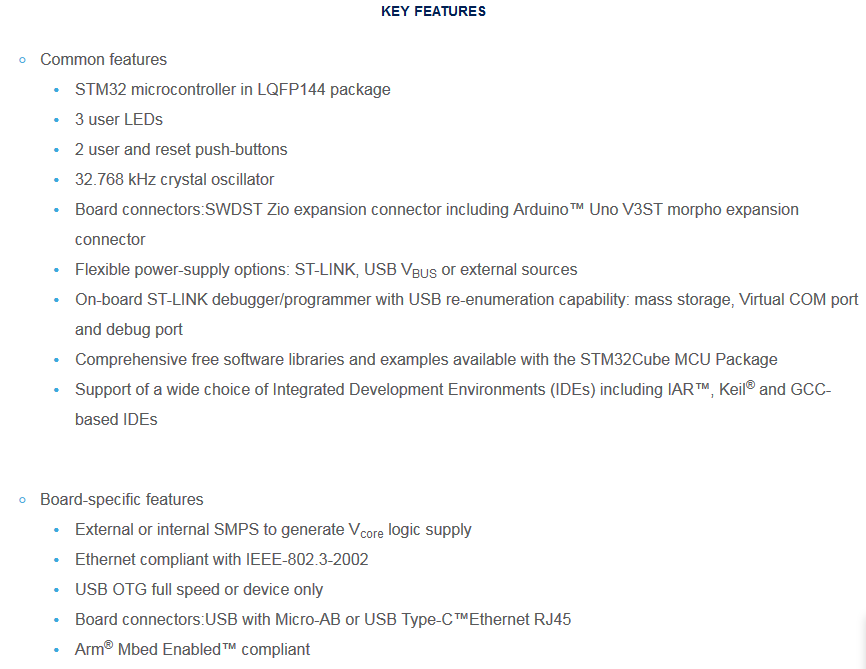 KEY FEATURES
Common features
STM32 microcontroller in LQFP144 package
3 user LEDs
2 user and reset push-buttons
32.768 kHz crystal oscillator
Board connectors:SWDST Zio expansion connector including Arduino™ Uno V3ST morpho expansion
connector
Flexible power-supply options: ST-LINK, USB VBUS or external sources
On-board ST-LINK debugger/programmer with USB re-enumeration capability: mass storage, Virtual COM port
and debug port
Comprehensive free software libraries and examples available with the STM32Cube MCU Package
Support of a wide choice of Integrated Development Environments (IDEs) including IAR™, Keil® and GCC-
based IDEs
Board-specific features
External or internal SMPS to generate Vcore logic supply
Ethernet compliant with IEEE-802.3-2002
USB OTG full speed or device only
Board connectors:USB with Micro-AB or USB Type-C™Ethernet RJ45
Arm® Mbed Enabled™ compliant